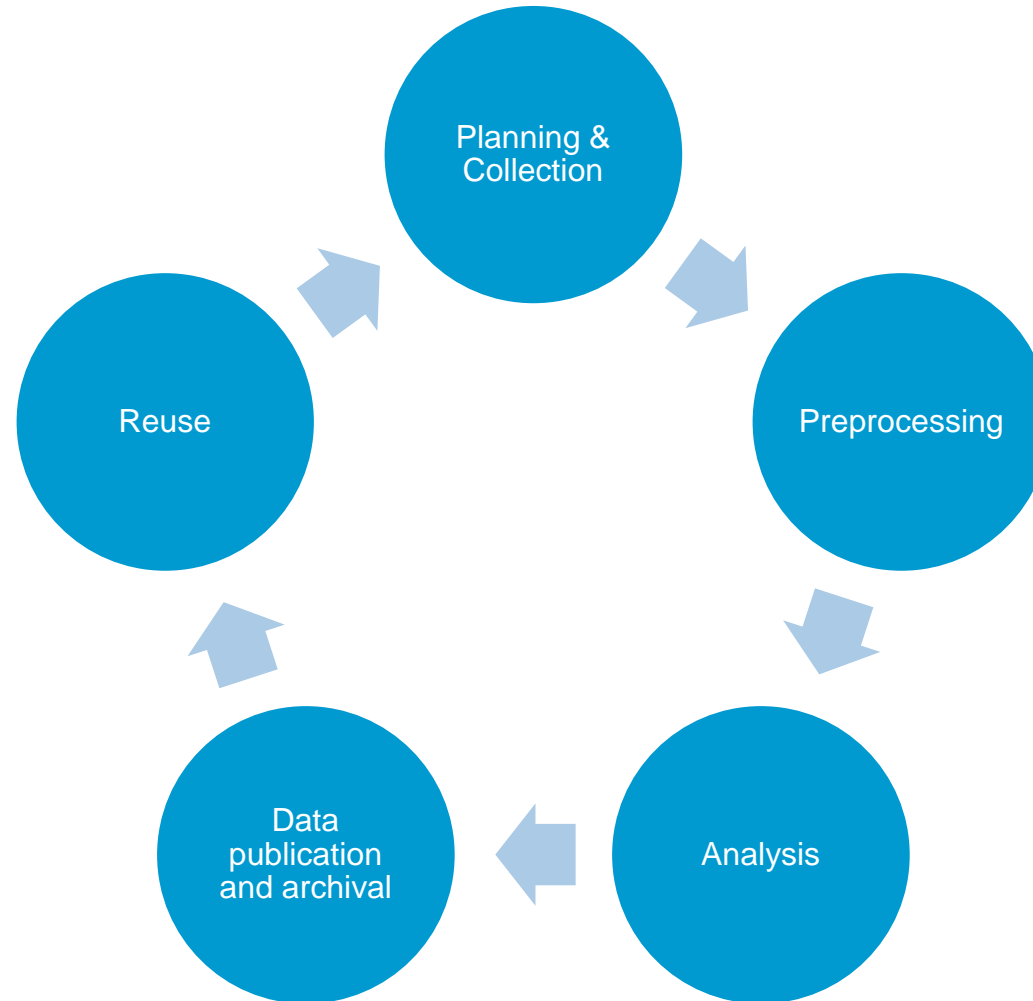 Planning &
Collection
Preprocessing
Analysis
Data
publication
and archival
Reuse